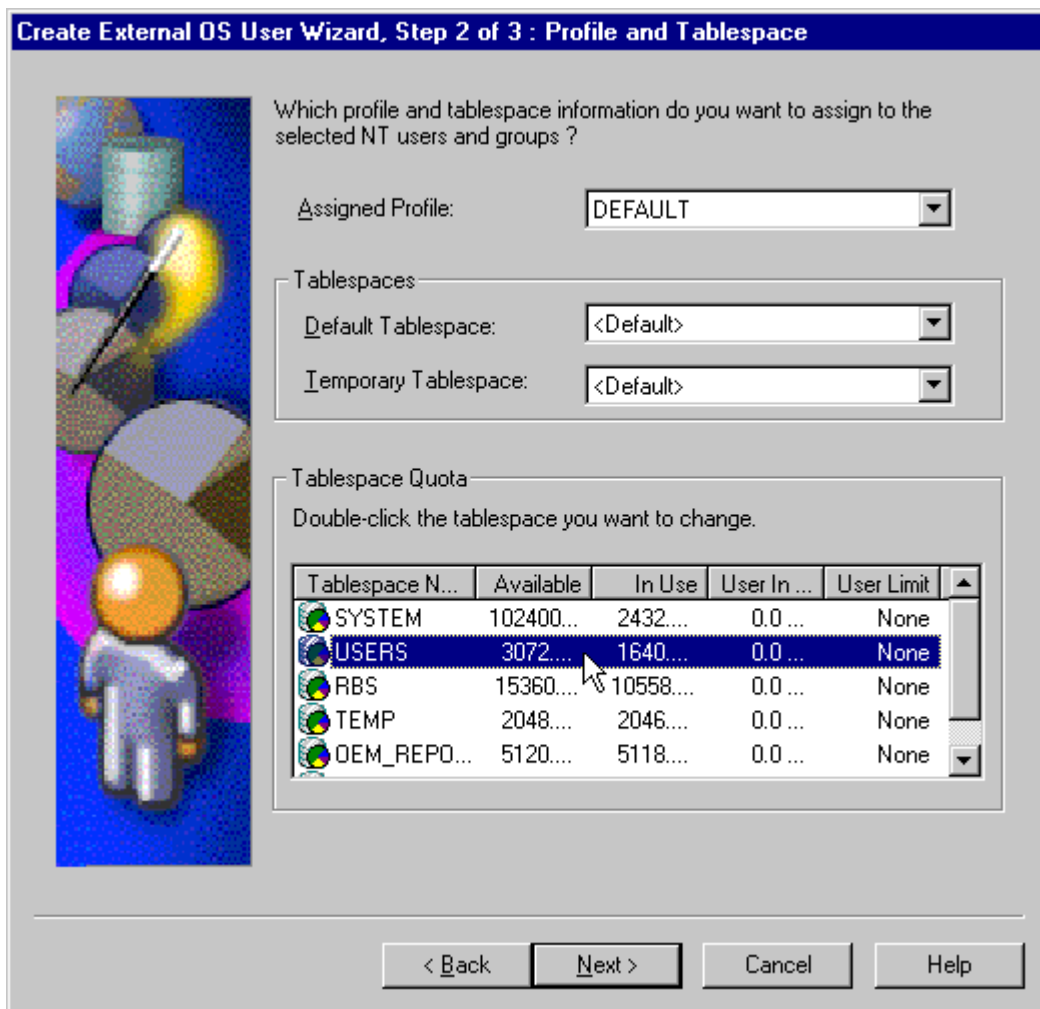 Create External OS User Wizard, Step 2 of 3 : Profile and Tablespace
Which profile and tablespace information do you want to assign to the
selected NT users and groups ?
Assigned Profile: DEFAULT
Tablespaces
Default Tablespace: <Default>
Temporary Tablespace: <Default>
Tablespace Quota
Double-click the tablespace you want to change.
Tablespace N... Available In Use User In ... User Limit
SYSTEM 102400... 2432.... 0.0 ... None
USERS 3072.... 1640.... 0.0 ... None
RBS 15360.... 10558.... 0.0 ... None
TEMP 2048.... 2046.... 0.0 ... None
OEM_REPO... 5120.... 5118.... 0.0 ... None
< Back Next > Cancel Help